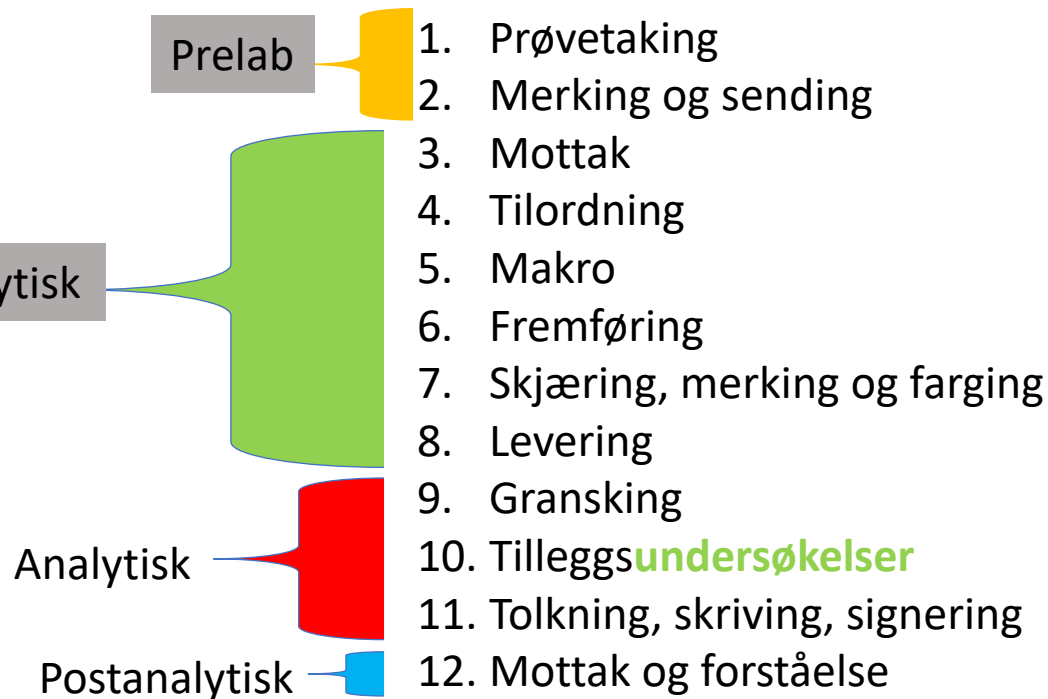 Prelab
1. Prøvetaking
2. Merking og sending
3. Mottak
4. Tilordning
ytisk
5. Makro
6. Fremføring
7. Skjæring, merking og farging
8. Levering
9. Gransking
Analytisk
10. Tilleggsundersøkelser
11. Tolkning, skriving, signering
Postanalytisk
12. Mottak og forståelse